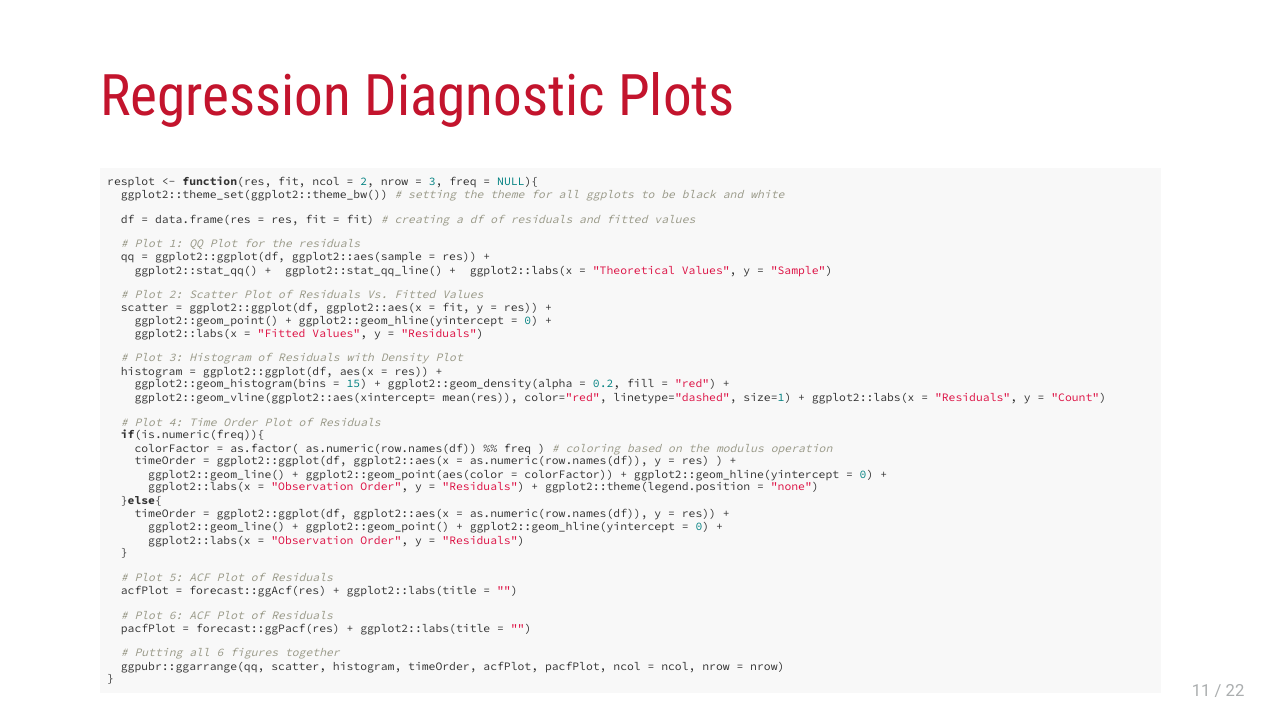 Regression Diagnostic Plots
resplot <- function(res, fit, ncol = 2, nrow = 3, freq = NULL){
  ggplot2::theme_set(ggplot2::theme_bw()) # setting the theme for all ggplots to be black and white
  df = data.frame(res = res, fit = fit) # creating a df of residuals and fitted values
  # Plot 1: QQ Plot for the residuals
  qq = ggplot2::ggplot(df, ggplot2::aes(sample = res)) +
    ggplot2::stat_qq() +  ggplot2::stat_qq_line() +  ggplot2::labs(x = "Theoretical Values", y = "Sample")
  # Plot 2: Scatter Plot of Residuals Vs. Fitted Values
  scatter = ggplot2::ggplot(df, ggplot2::aes(x = fit, y = res)) +
    ggplot2::geom_point() + ggplot2::geom_hline(yintercept = 0) +
    ggplot2::labs(x = "Fitted Values", y = "Residuals")
  # Plot 3: Histogram of Residuals with Density Plot
  histogram = ggplot2::ggplot(df, aes(x = res)) +
    ggplot2::geom_histogram(bins = 15) + ggplot2::geom_density(alpha = 0.2, fill = "red") +
    ggplot2::geom_vline(ggplot2::aes(xintercept= mean(res)), color="red", linetype="dashed", size=1) + ggplot2::labs(x = "Residuals", y = "Count")
  # Plot 4: Time Order Plot of Residuals
  if(is.numeric(freq)){
    colorFactor = as.factor( as.numeric(row.names(df)) %% freq ) # coloring based on the modulus operation
    timeOrder = ggplot2::ggplot(df, ggplot2::aes(x = as.numeric(row.names(df)), y = res) ) +
      ggplot2::geom_line() + ggplot2::geom_point(aes(color = colorFactor)) + ggplot2::geom_hline(yintercept = 0) +
      ggplot2::labs(x = "Observation Order", y = "Residuals") + ggplot2::theme(legend.position = "none")
  }else{
    timeOrder = ggplot2::ggplot(df, ggplot2::aes(x = as.numeric(row.names(df)), y = res)) +
      ggplot2::geom_line() + ggplot2::geom_point() + ggplot2::geom_hline(yintercept = 0) +
      ggplot2::labs(x = "Observation Order", y = "Residuals")
  }
  # Plot 5: ACF Plot of Residuals
  acfPlot = forecast::ggAcf(res) + ggplot2::labs(title = "")
  # Plot 6: ACF Plot of Residuals
  pacfPlot = forecast::ggPacf(res) + ggplot2::labs(title = "")
  # Putting all 6 figures together
  ggpubr::ggarrange(qq, scatter, histogram, timeOrder, acfPlot, pacfPlot, ncol = ncol, nrow = nrow)
}
11 / 22